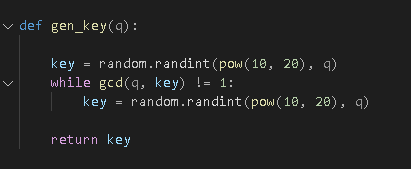 def gen_key(q):
    key = random.randint(pow(10, 20), q)
    while gcd(q, key) != 1:
        key = random.randint(pow(10, 20), q)
    return key